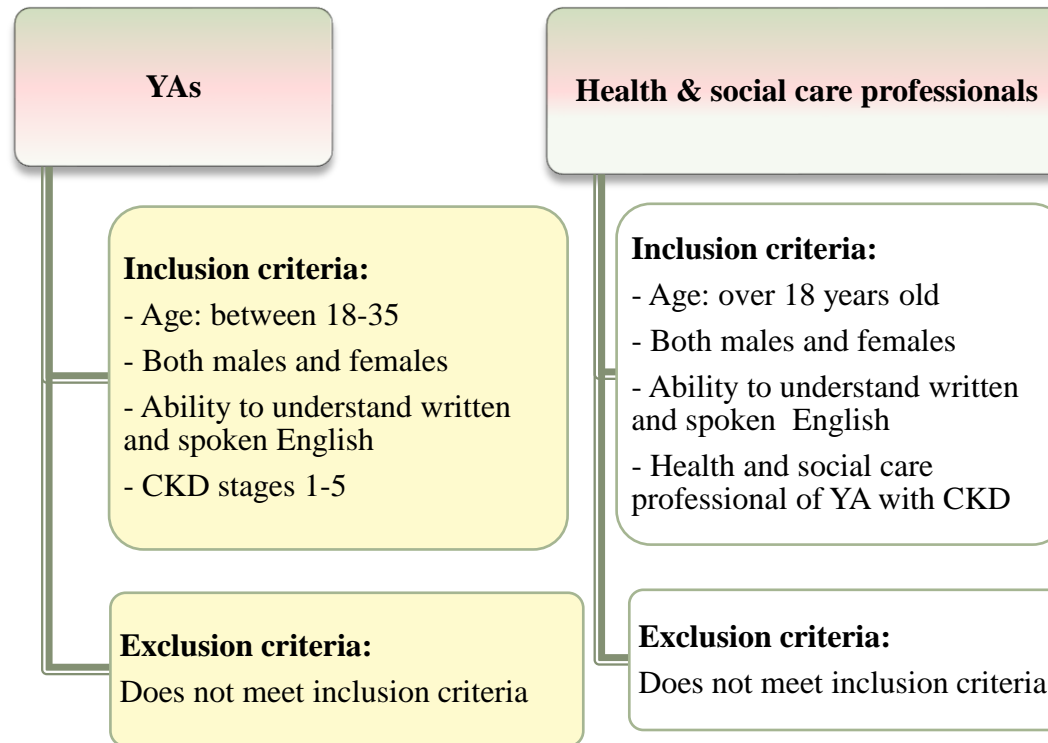 YAs
Inclusion criteria:
- Age: between 18-35
- Both males and females
- Ability to understand written
and spoken English
- CKD stages 1-5
Exclusion criteria:
Does not meet inclusion criteria
Health & social care professionals
Inclusion criteria:
- Age: over 18 years old
- Both males and females
- Ability to understand written
and spoken  English
- Health and social care
professional of YA with CKD
Exclusion criteria:
Does not meet inclusion criteria